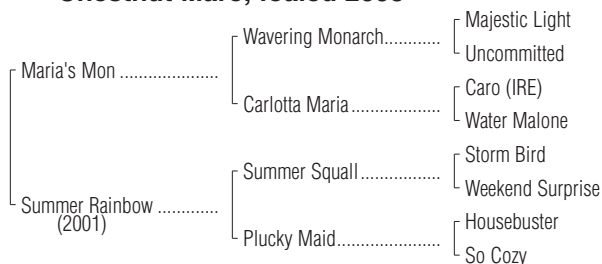 Chestnut Mare; foaled
Majestic Light
Wavering Monarch............
Uncommitted
Maria's Mon .....................
Caro (IRE)
Carlotta Maria...................
Water Malone
Storm Bird
Summer Squall.................
Weekend Surprise
Summer Rainbow .............
(2001)
Housebuster
Plucky Maid......................
So Cozy